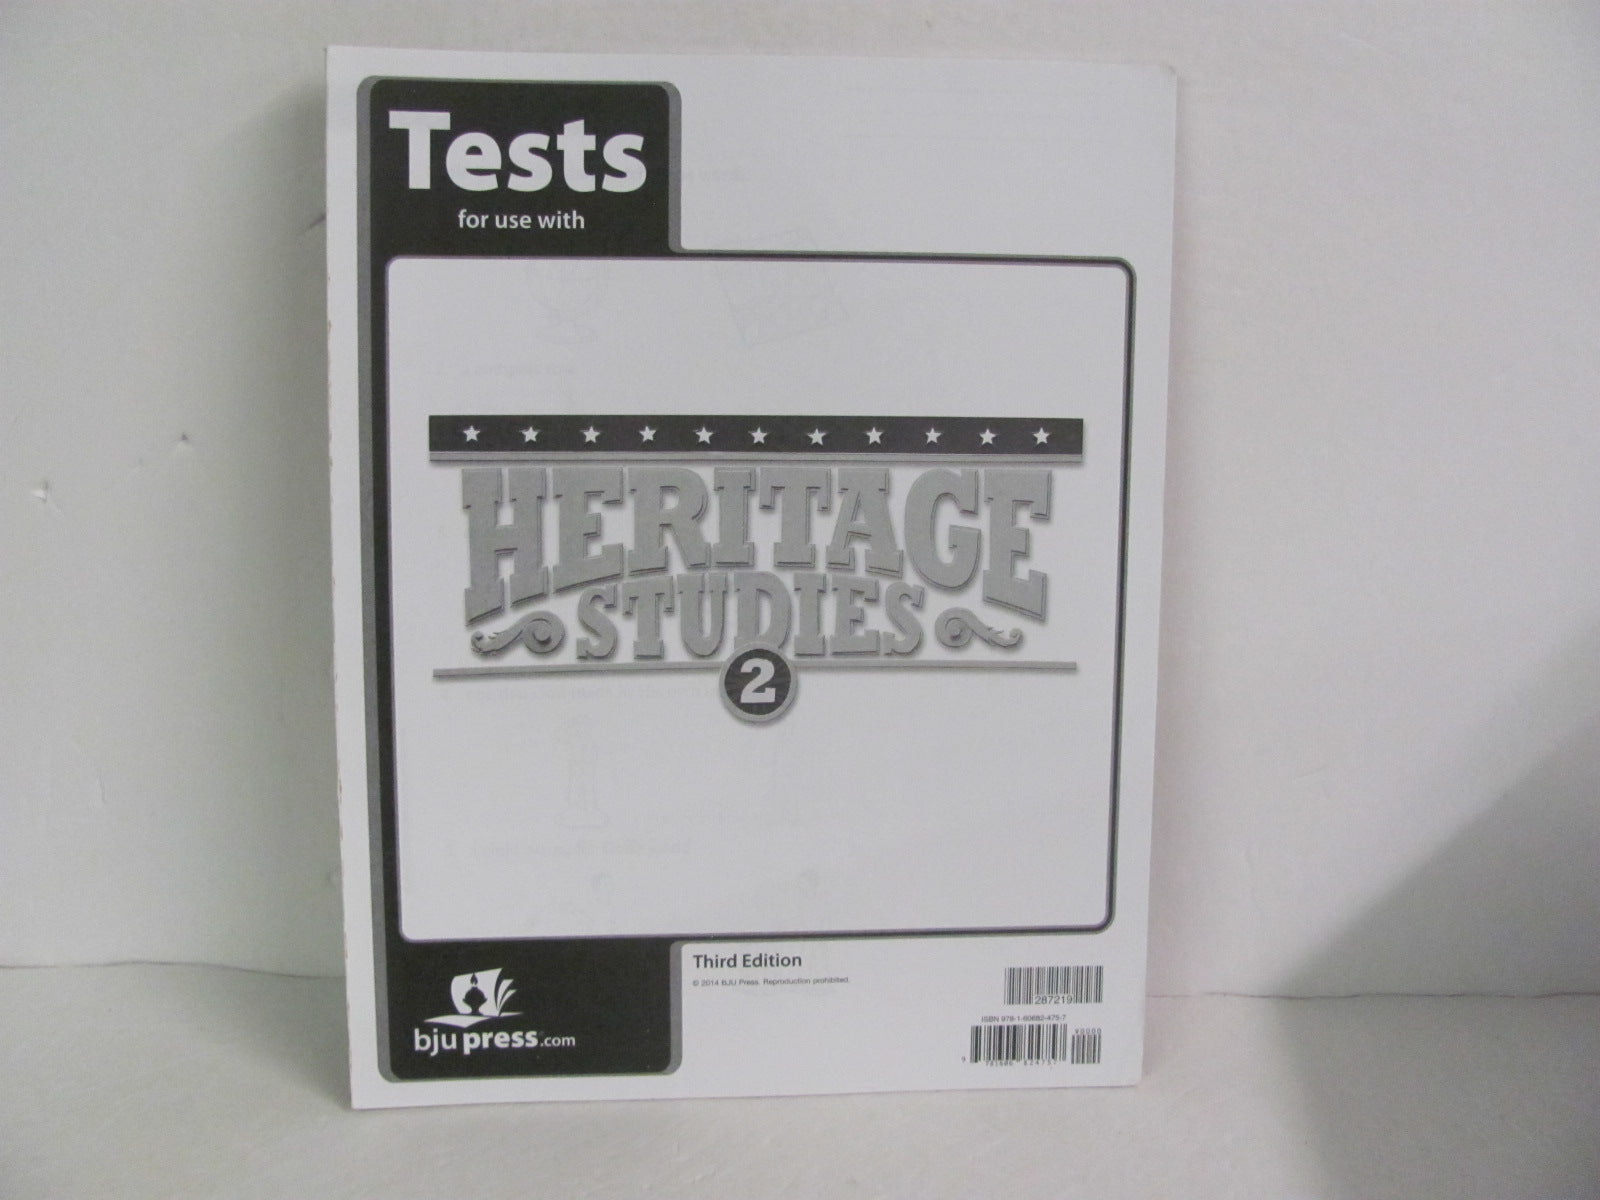 Tests
for use with
HERITAGE
STUDIES
2
bju press.com
Third Edition
© 2014 BJU Press. Reproduction prohibited.
287219
ISBN 978-1-60682-475-7